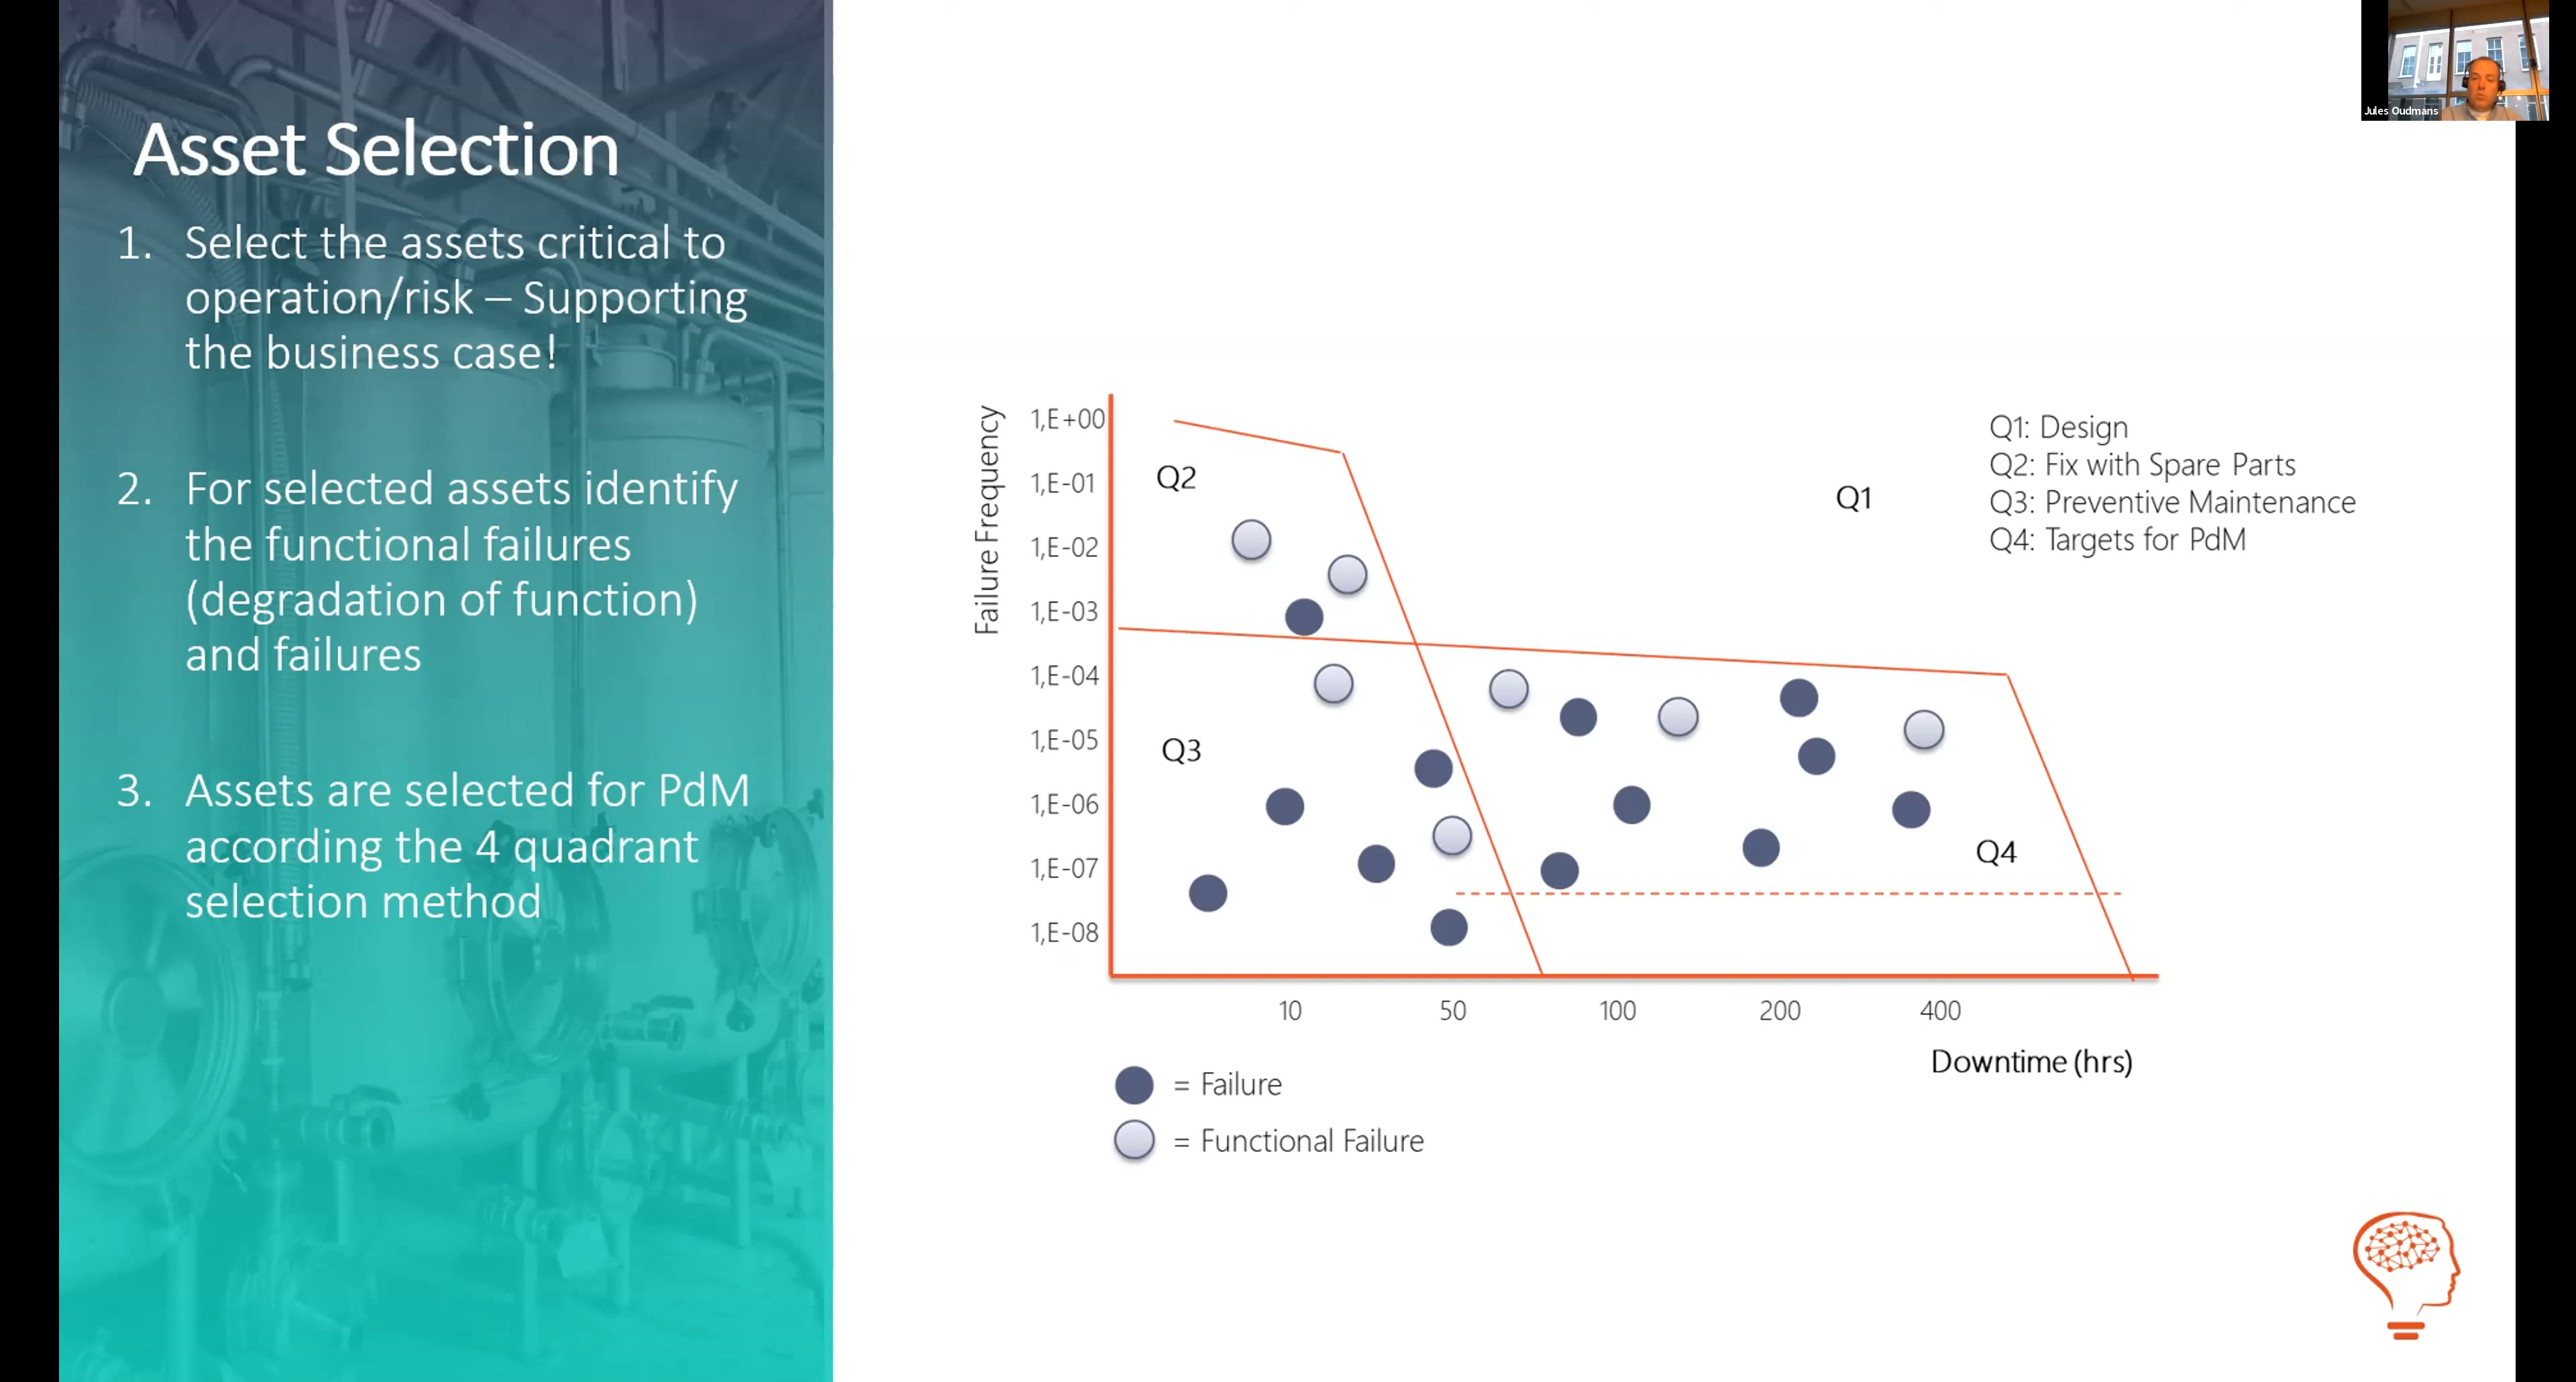 Asset Selection
1. Select the assets critical to
operation/risk – Supporting
the business case!
2. For selected assets identify
the functional failures
(degradation of function)
and failures
3. Assets are selected for PdM
according the 4 quadrant
selection method
Jules Oudmans
Failure Frequency
1,E+00
1,E-01
1,E-02
1,E-03
1,E-04
1,E-05
1,E-06
1,E-07
1,E-08
Q2
Q1
Q3
Q4
Q1: Design
Q2: Fix with Spare Parts
Q3: Preventive Maintenance
Q4: Targets for PdM
10 50 100 200 400
Downtime (hrs)
= Failure
= Functional Failure